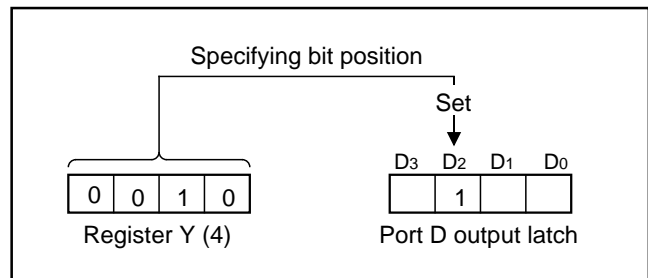 Specifying bit position
Set
D3 D2 D1 D0
0 0 1 0 1
Register Y (4) Port D output latch